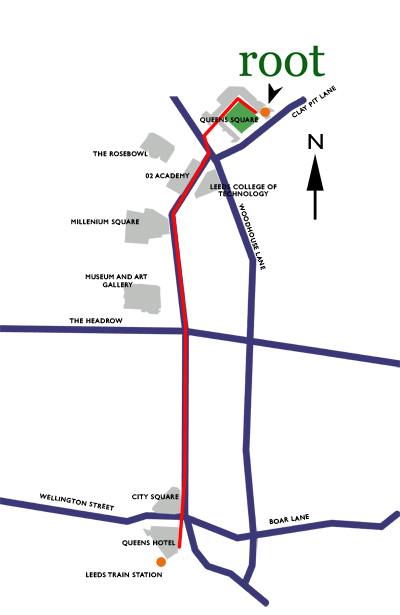 root
CLAY PIT LANE
QUEENS SQUARE
N
THE ROSEBOWL
02 ACADEMY
LEEDS COLLEGE OF
TECHNOLOGY
MILLENIUM SQUARE
WOODHOUSE LANE
MUSEUM AND ART
GALLERY
THE HEADROW
CITY SQUARE
WELLINGTON STREET
BOAR LANE
QUEENS HOTEL
LEEDS TRAIN STATION